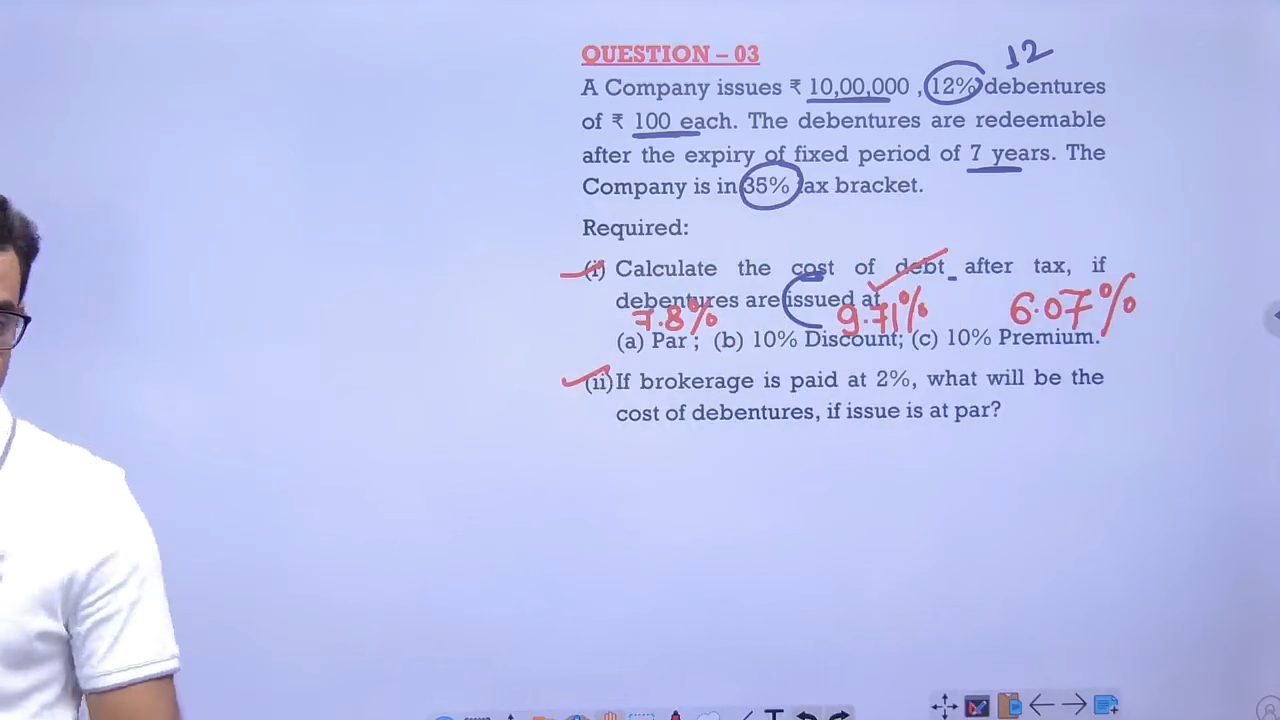 QUESTION – 03
12
A Company issues ₹ 10,00,000 , 12% debentures
of ₹ 100 each. The debentures are redeemable
after the expiry of fixed period of 7 years. The
Company is in 35% tax bracket.
Required:
(i) Calculate the cost of debt after tax, if
debentures are issued at
7.8% 9.71% 6.07%
(a) Par ; (b) 10% Discount; (c) 10% Premium.
(ii) If brokerage is paid at 2%, what will be the
cost of debentures, if issue is at par?